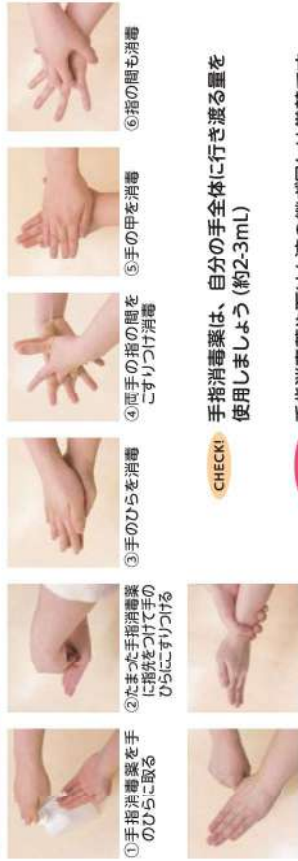 ①手指消毒薬を手
のひらに取る
②たまった手指消毒薬
に指先をつけて手の
ひらにこすりつける
③手のひらを消毒
④両手の指の間を
こすりつけ消毒
⑤手の甲を消毒
⑥指の間も消毒
CHECK!
手指消毒薬は、自分の手全体に行き渡る量を
使用しましょう(約2-3mL)